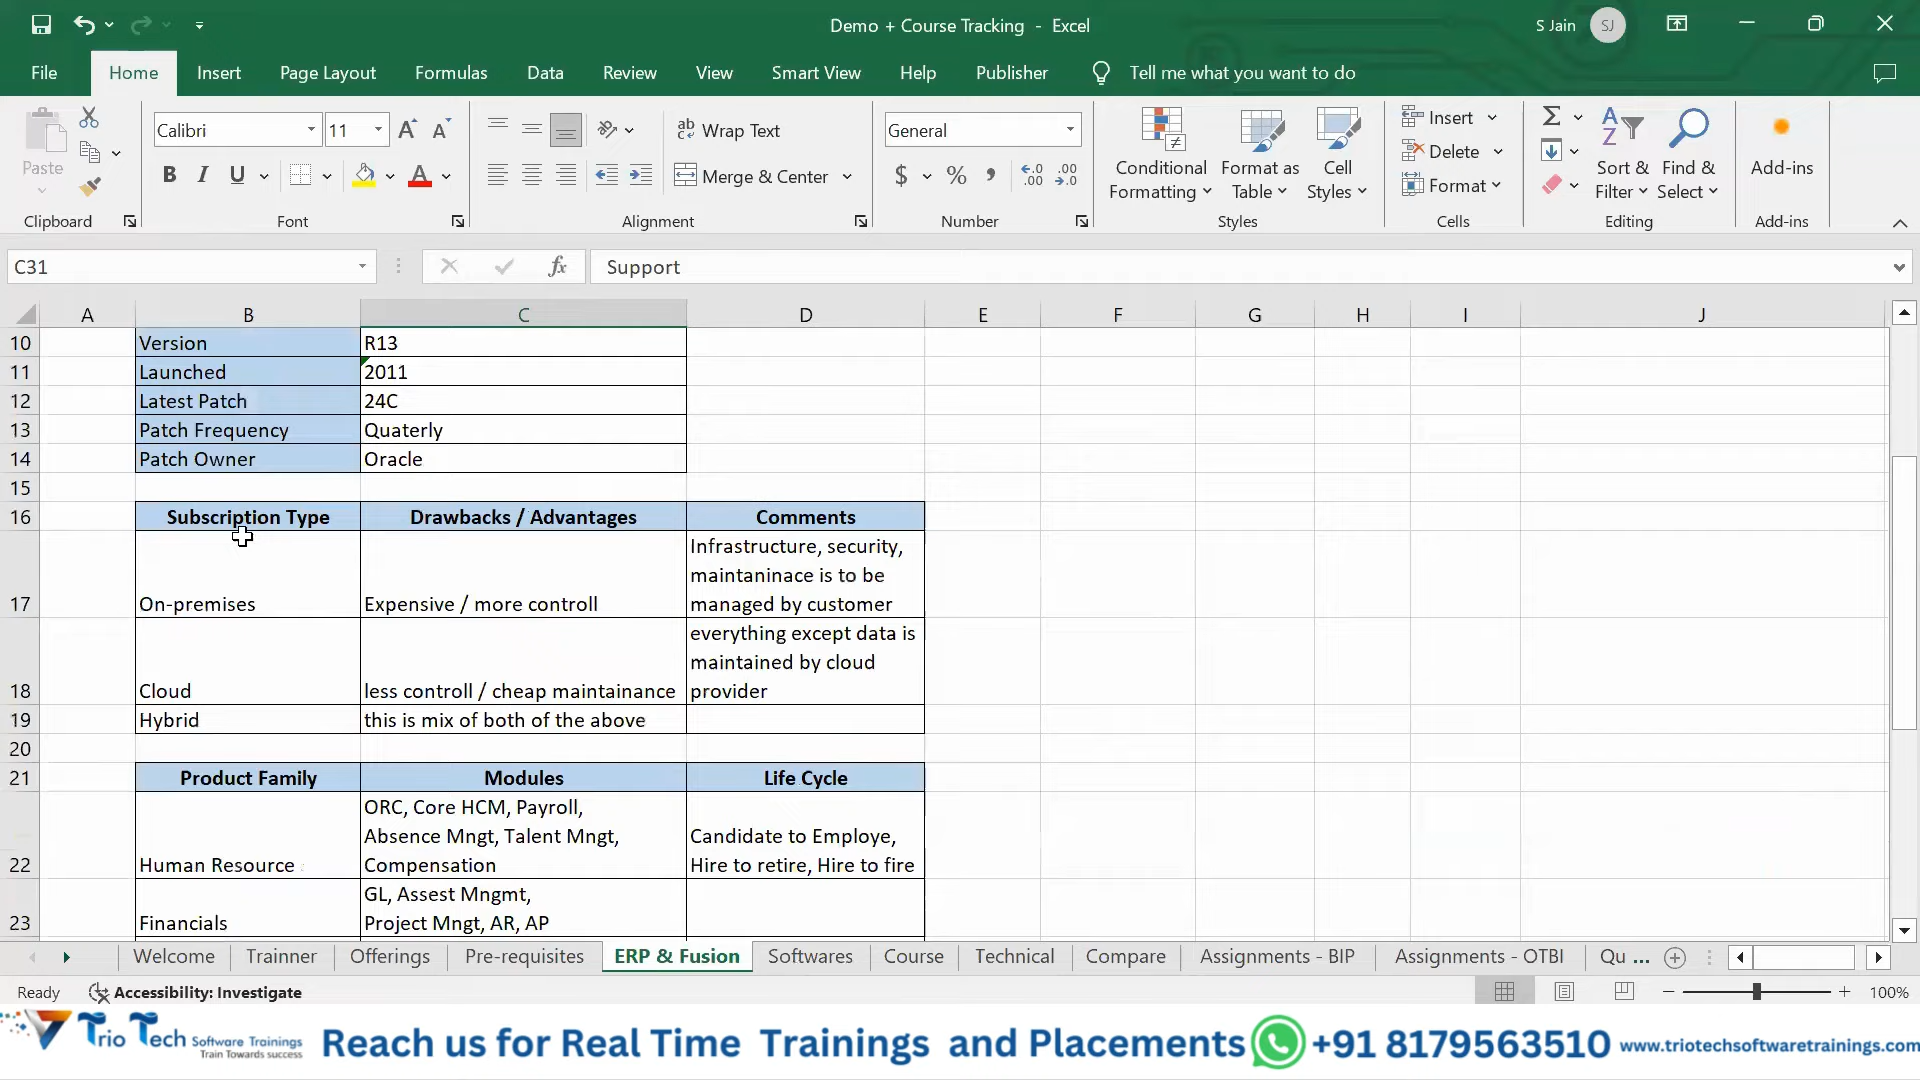 Demo + Course Tracking - Excel
S Jain SJ
File Home Insert Page Layout Formulas Data Review View Smart View Help Publisher Tell me what you want to do
Paste
Clipboard
Calibri 11
B I U
Font
ab Wrap Text
Merge & Center
Alignment
General
$ % , .00 .00
Number
Conditional Formatting
Format as Table
Cell Styles
Styles
Insert
Delete
Format
Cells
Sort & Filter
Find & Select
Editing
Add-ins
Add-ins
C31 fx Support
A B C D E F G H I J
10 Version R13
11 Launched 2011
12 Latest Patch 24C
13 Patch Frequency Quaterly
14 Patch Owner Oracle
15
16 Subscription Type Drawbacks / Advantages Comments
Infrastructure, security,
maintaninace is to be
17 On-premises Expensive / more controll managed by customer
everything except data is
maintained by cloud
18 Cloud less controll / cheap maintainance provider
19 Hybrid this is mix of both of the above
20
21 Product Family Modules Life Cycle
ORC, Core HCM, Payroll,
Absence Mngt, Talent Mngt, Candidate to Employe,
22 Human Resource Compensation Hire to retire, Hire to fire
GL, Assest Mngmt,
23 Financials Project Mngt, AR, AP
Welcome Trainner Offerings Pre-requisites ERP & Fusion Softwares Course Technical Compare Assignments - BIP Assignments - OTBI Qu ...
Ready Accessibility: Investigate 100%
Trio Tech Software Trainings
Train Towards success
Reach us for Real Time Trainings and Placements +91 8179563510 www.triotechsoftwaretrainings.com